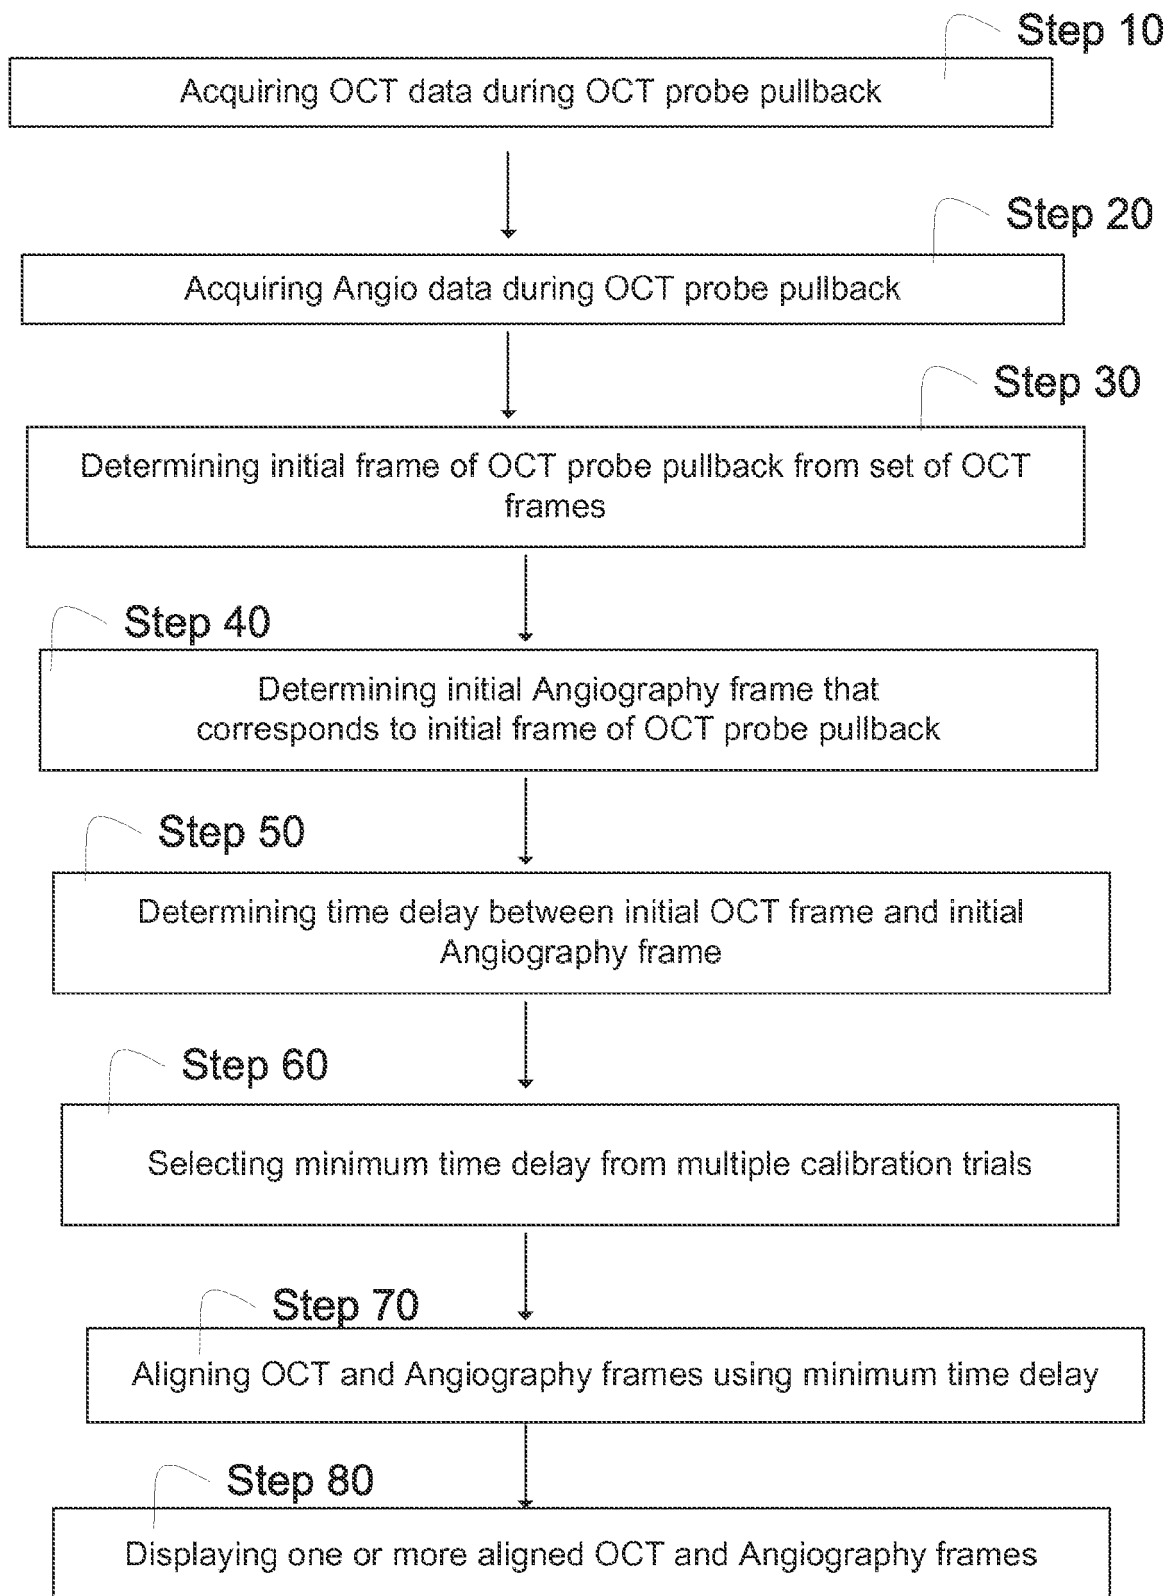 Step 10
Acquiring OCT data during OCT probe pullback
Step 20
Acquiring Angio data during OCT probe pullback
Step 30
Determining initial frame of OCT probe pullback from set of OCT
frames
Step 40
Determining initial Angiography frame that
corresponds to initial frame of OCT probe pullback
Step 50
Determining time delay between initial OCT frame and initial
Angiography frame
Step 60
Selecting minimum time delay from multiple calibration trials
Step 70
Aligning OCT and Angiography frames using minimum time delay
Step 80
Displaying one or more aligned OCT and Angiography frames